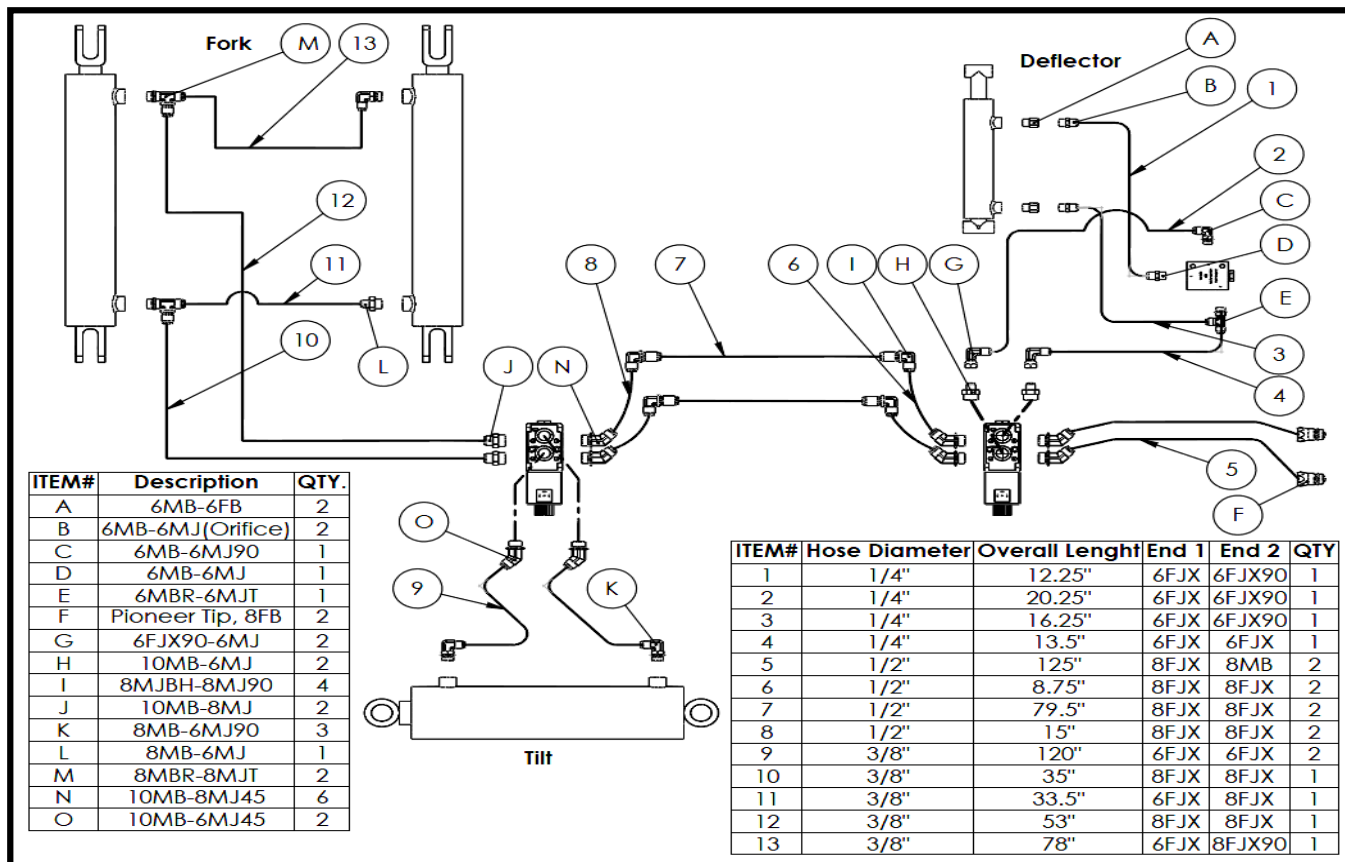 Fork
M
13
A
Deflector
B
1
2
12
C
11
8
7
6
I
H
G
D
E
10
L
J
N
3
4
5
O
F
9
K
Tilt
ITEM# Description QTY.
A 6MB-6FB 2
B 6MB-6MJ(Orifice) 2
C 6MB-6MJ90 1
D 6MB-6MJ 1
E 6MBR-6MJT 1
F Pioneer Tip, 8FB 2
G 6FJX90-6MJ 2
H 10MB-6MJ 2
I 8MJBH-8MJ90 4
J 10MB-8MJ 2
K 8MB-6MJ90 3
L 8MB-6MJ 1
M 8MBR-8MJT 2
N 10MB-8MJ45 6
O 10MB-6MJ45 2
ITEM# Hose Diameter Overall Lenght End 1 End 2 QTY
1 1/4" 12.25" 6FJX 6FJX90 1
2 1/4" 20.25" 6FJX 6FJX90 1
3 1/4" 16.25" 6FJX 6FJX90 1
4 1/4" 13.5" 6FJX 6FJX 1
5 1/2" 125" 8FJX 8MB 2
6 1/2" 8.75" 8FJX 8FJX 2
7 1/2" 79.5" 8FJX 8FJX 2
8 1/2" 15" 8FJX 8FJX 2
9 3/8" 120" 6FJX 6FJX 2
10 3/8" 35" 8FJX 8FJX 1
11 3/8" 33.5" 6FJX 8FJX 1
12 3/8" 53" 8FJX 8FJX 1
13 3/8" 78" 6FJX 8FJX90 1